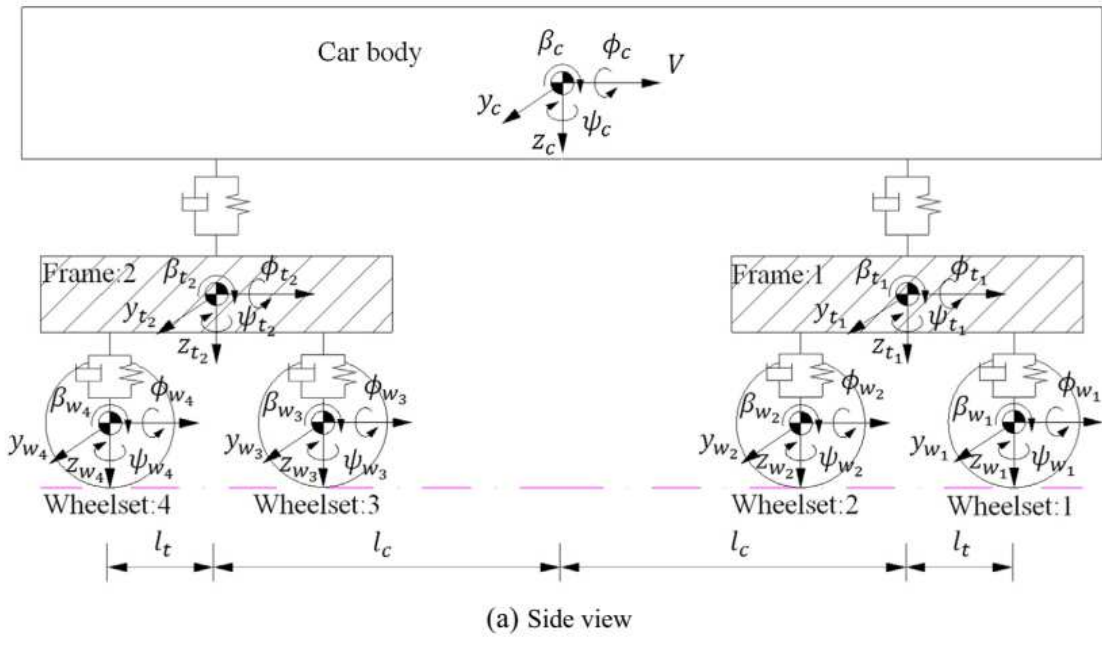 Car body
β_c ϕ_c V
y_c ψ_c
z_c
Frame:2 β_{t_2} ϕ_{t_2} Frame:1 β_{t_1} ϕ_{t_1}
y_{t_2} ψ_{t_2} y_{t_1} ψ_{t_1}
z_{t_2} z_{t_1}
β_{w_4} ϕ_{w_4} β_{w_3} ϕ_{w_3} β_{w_2} ϕ_{w_2} β_{w_1} ϕ_{w_1}
y_{w_4} z_{w_4} ψ_{w_4} y_{w_3} z_{w_3} ψ_{w_3} y_{w_2} z_{w_2} ψ_{w_2} y_{w_1} z_{w_1} ψ_{w_1}
Wheelset:4 Wheelset:3 Wheelset:2 Wheelset:1
l_t l_c l_c l_t
(a) Side view